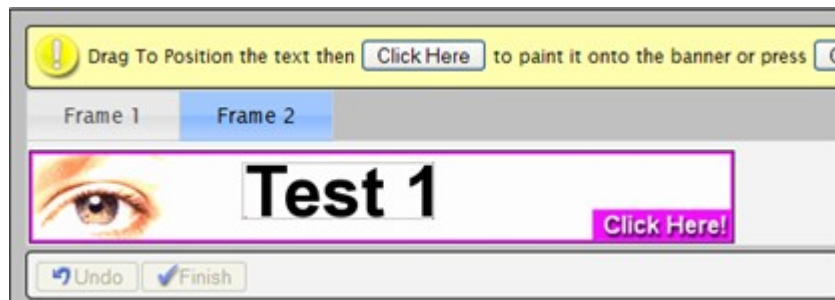 Drag To Position the text then Click Here to paint it onto the banner or press
Frame 1 Frame 2
Test 1
Click Here!
Undo Finish